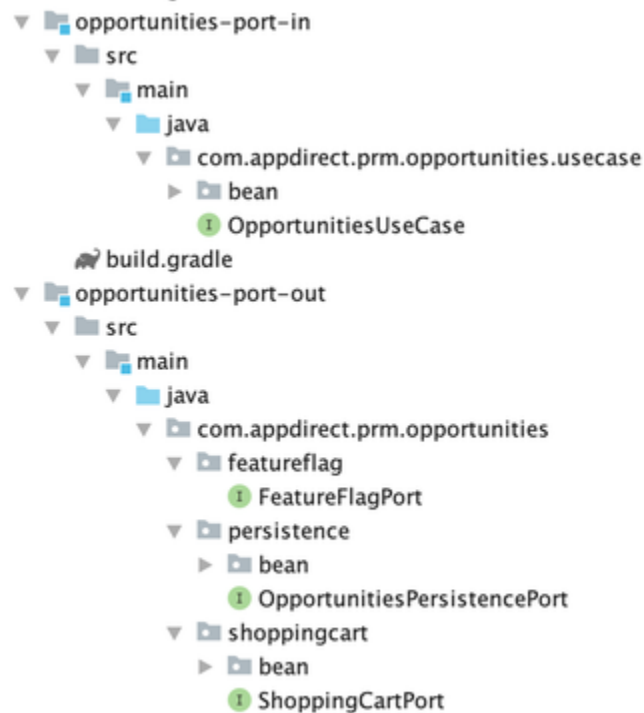 opportunities-port-in
src
main
java
com.appdirect.prm.opportunities.usecase
bean
I OpportunitiesUseCase
build.gradle
opportunities-port-out
src
main
java
com.appdirect.prm.opportunities
featureflag
I FeatureFlagPort
persistence
bean
I OpportunitiesPersistencePort
shoppingcart
bean
I ShoppingCartPort